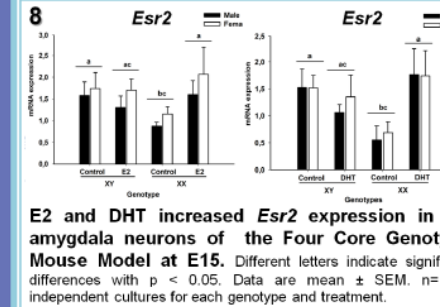 8
Esr2
Male
Fema
Esr2
mRNA expression
3,0
2,5
2,0
1,5
1,0
0,5
0,0
a
ac
bc
a
Control E2 Control E2
XY XX
Genotype
mRNA expression
2,5
2,0
1,5
1,0
0,5
0,0
a
ac
bc
a
Control DHT Control DHT
XY XX
Genotypes
E2 and DHT increased Esr2 expression in
amygdala neurons of the Four Core Genot
Mouse Model at E15. Different letters indicate signif
differences with p < 0.05. Data are mean ± SEM. n=
independent cultures for each genotype and treatment.